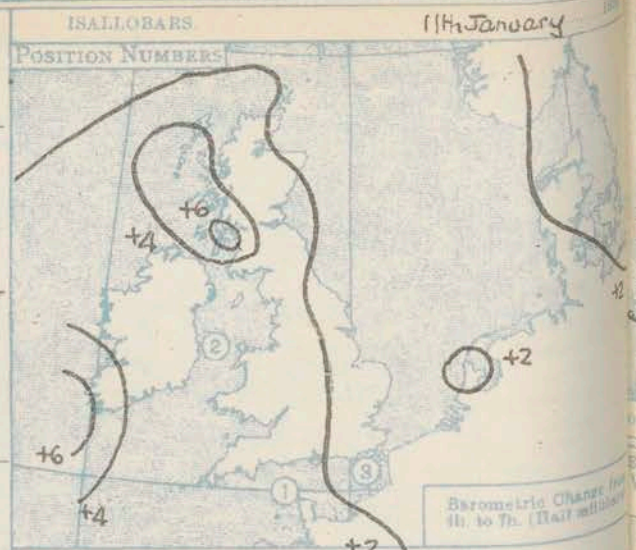 ISALLOBARS
11th January
POSITION NUMBERS
+6
+4
2
+2
+2
+6
3
1
+4
Barometric Change from
4h. to 7h. (Half millibars
+2